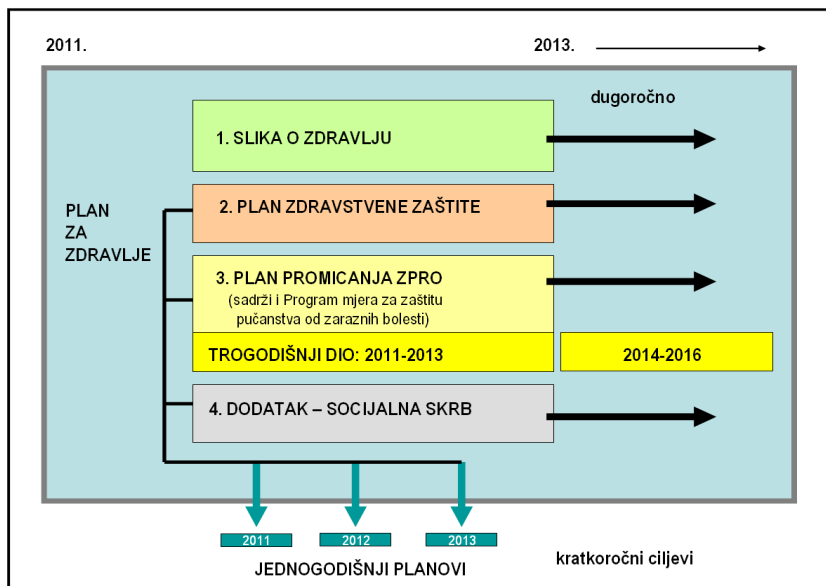 2011.
2013.
dugoročno
1. SLIKA O ZDRAVLJU
2. PLAN ZDRAVSTVENE ZAŠTITE
PLAN
ZA
ZDRAVLJE
3. PLAN PROMICANJA ZPRO
(sadrži i Program mjera za zaštitu
pučanstva od zaraznih bolesti)
TROGODIŠNJI DIO: 2011-2013
2014-2016
4. DODATAK – SOCIJALNA SKRB
2011
2012
2013
JEDNOGODIŠNJI PLANOVI
kratkoročni ciljevi